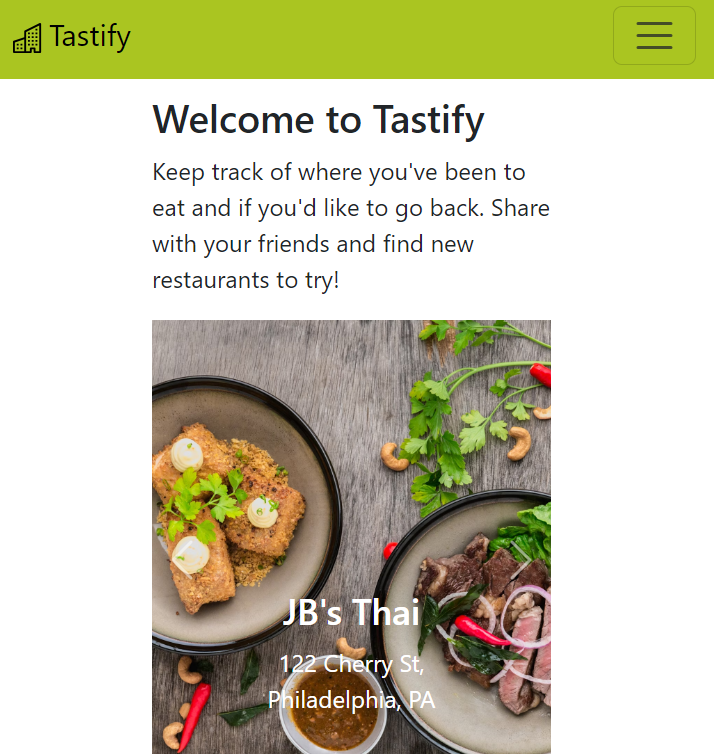 Tastify
Welcome to Tastify
Keep track of where you've been to
eat and if you'd like to go back. Share
with your friends and find new
restaurants to try!
JB's Thai
122 Cherry St,
Philadelphia, PA